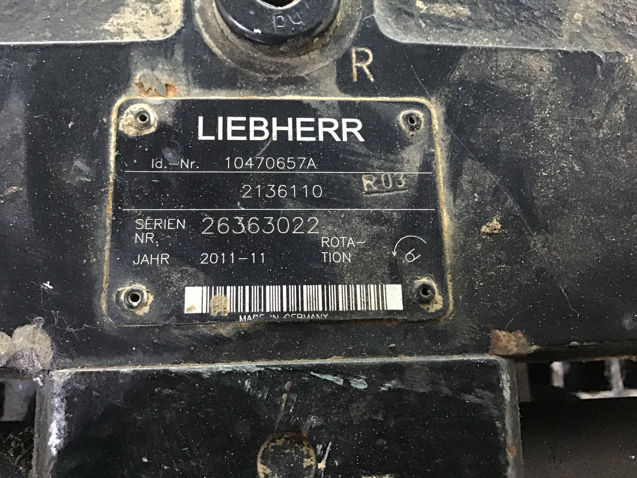 R
LIEBHERR
Id.-Nr. 10470657A
2136110 R03
SERIEN NR. 26363022
ROTA-TION
JAHR 2011-11
MADE IN GERMANY